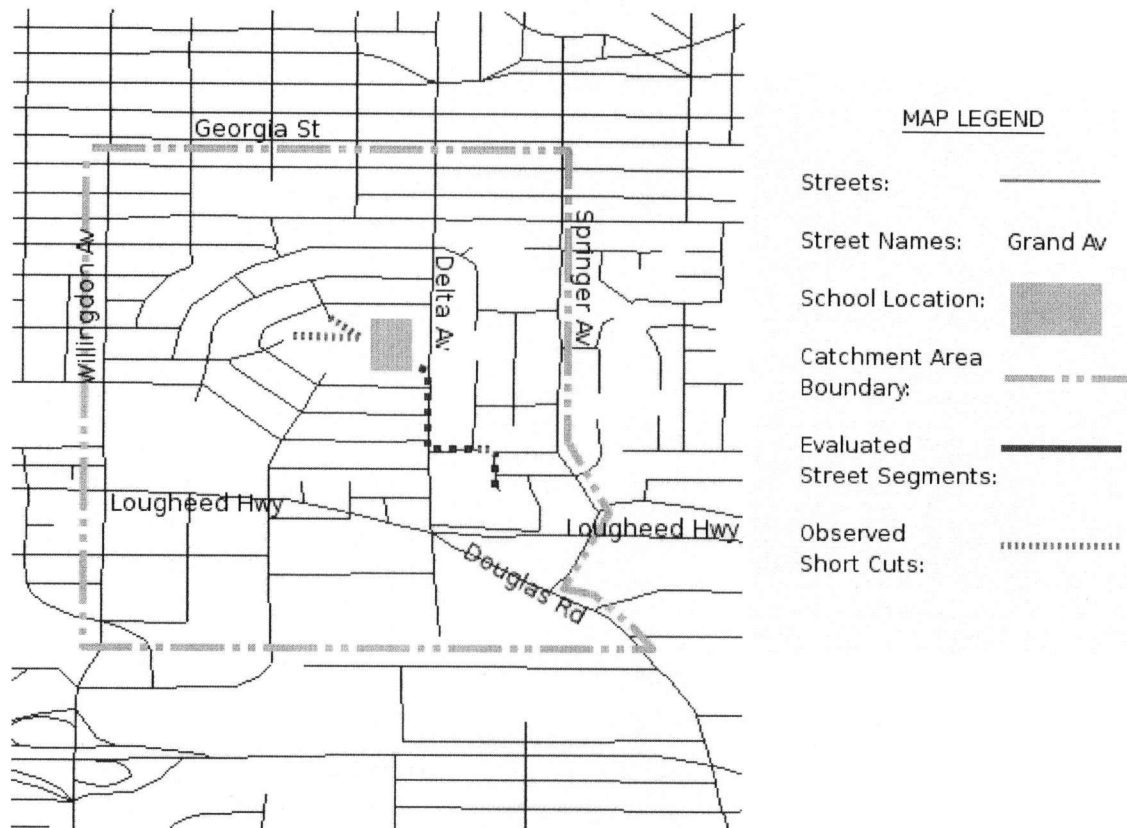 Georgia St
Willingdon Av
Delta Av
Springer Av
Lougheed Hwy
Lougheed Hwy
Douglas Rd
MAP LEGEND
Streets:
Street Names: Grand Av
School Location:
Catchment Area
Boundary:
Evaluated
Street Segments:
Observed
Short Cuts: